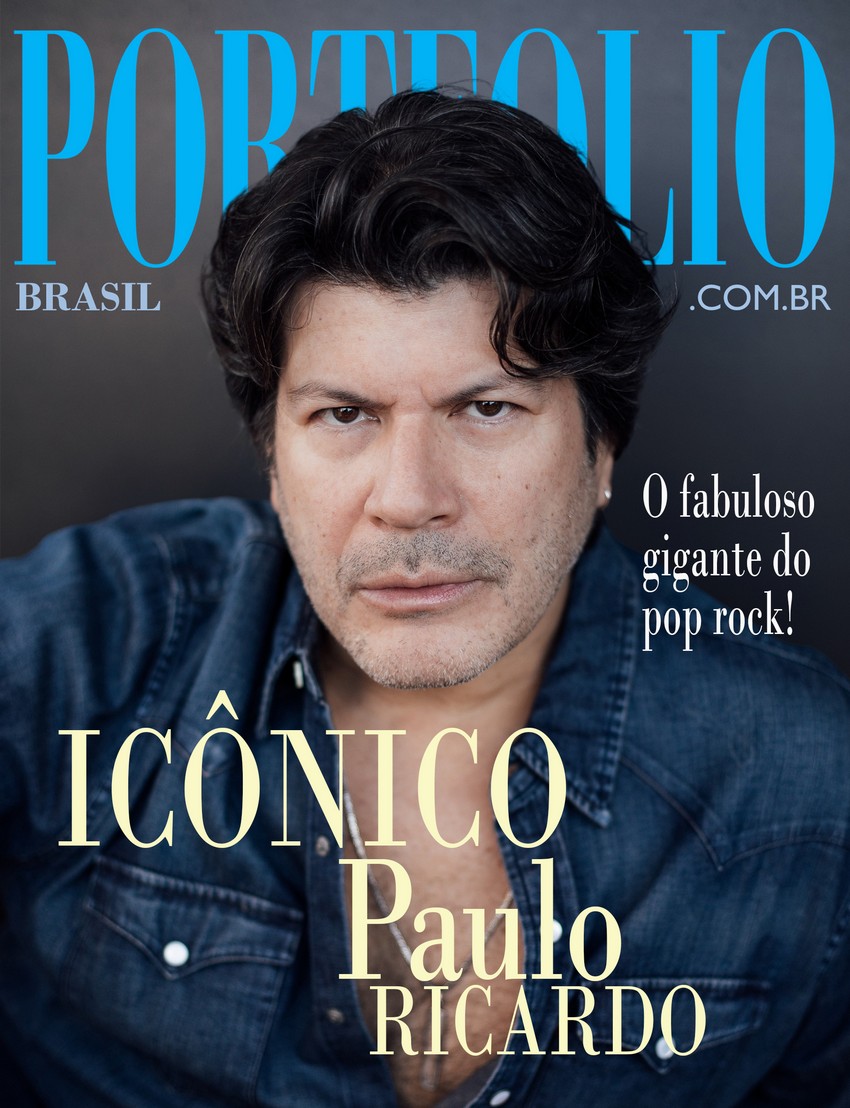 PORTFOLIO
BRASIL
.COM.BR
O fabuloso
gigante do
pop rock!
ICÔNICO
Paulo
RICARDO